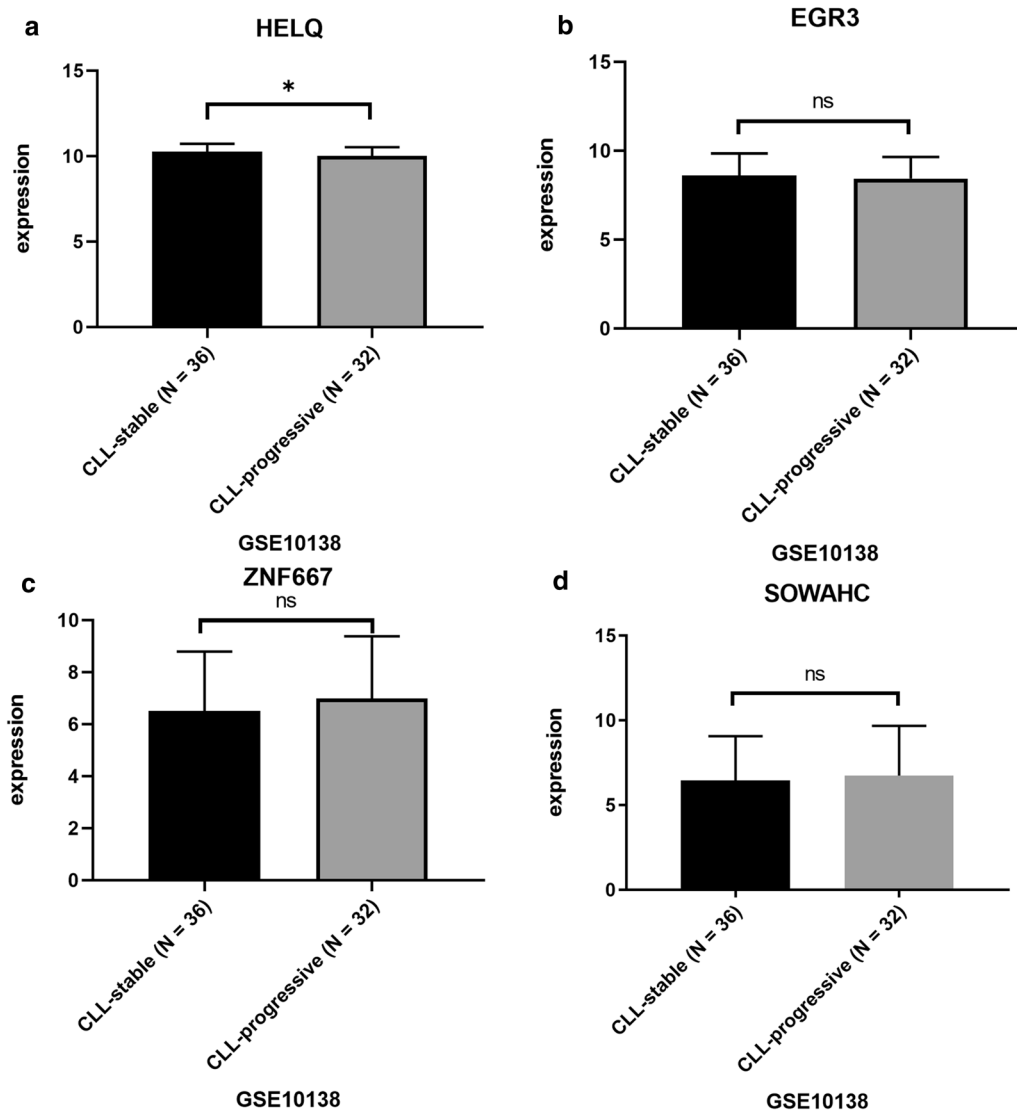 a
HELQ
15
10
5
0
expression
*
CLL-stable (N = 36)
CLL-progressive (N = 32)
GSE10138
b
EGR3
15
10
5
0
expression
ns
CLL-stable (N = 36)
CLL-progressive (N = 32)
GSE10138
c
ZNF667
10
8
6
4
2
0
expression
ns
CLL-stable (N = 36)
CLL-progressive (N = 32)
GSE10138
d
SOWAHC
15
10
5
0
expression
ns
CLL-stable (N = 36)
CLL-progressive (N = 32)
GSE10138